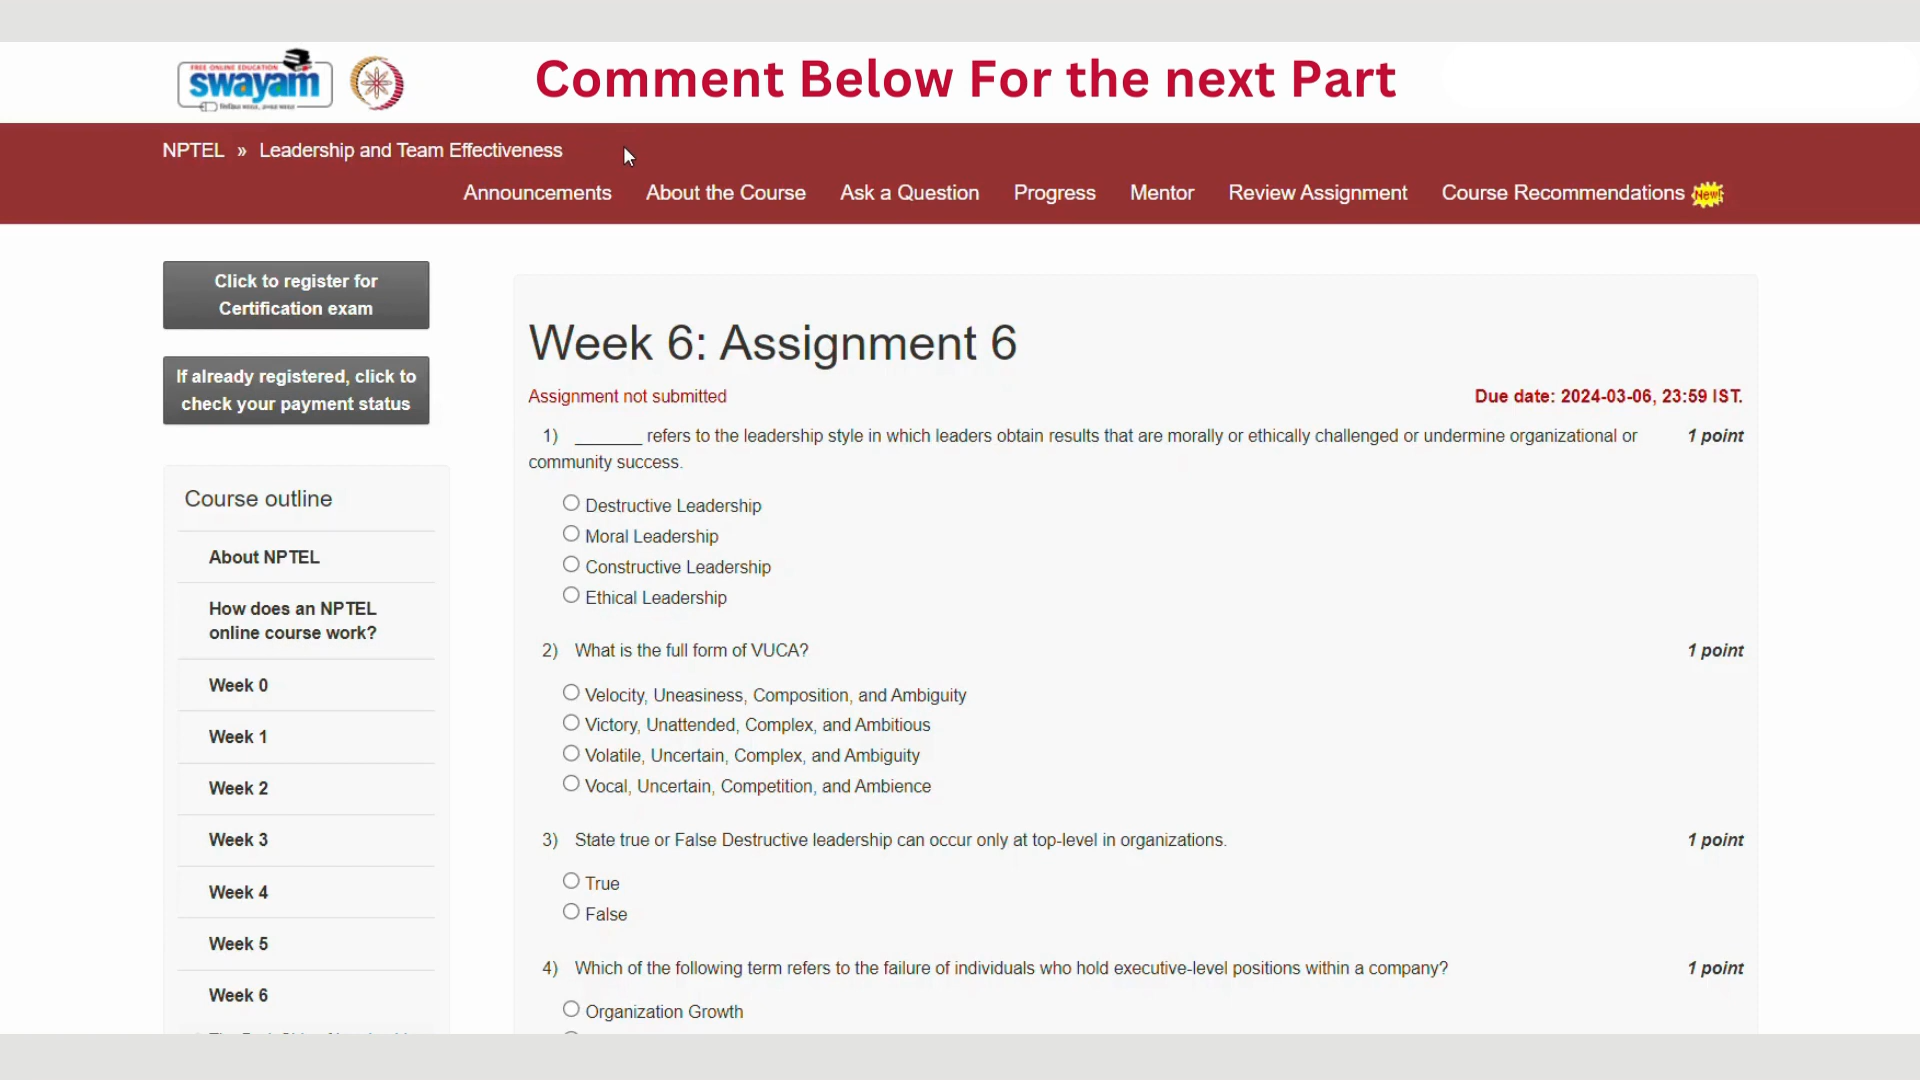 FREE ONLINE EDUCATION
swayam
Comment Below For the next Part
NPTEL » Leadership and Team Effectiveness
Announcements About the Course Ask a Question Progress Mentor Review Assignment Course Recommendations New!
Click to register for
Certification exam
If already registered, click to
check your payment status
Course outline
About NPTEL
How does an NPTEL
online course work?
Week 0
Week 1
Week 2
Week 3
Week 4
Week 5
Week 6
Week 6: Assignment 6
Assignment not submitted Due date: 2024-03-06, 23:59 IST.
1) _______ refers to the leadership style in which leaders obtain results that are morally or ethically challenged or undermine organizational or 1 point
community success.
Destructive Leadership
Moral Leadership
Constructive Leadership
Ethical Leadership
2) What is the full form of VUCA? 1 point
Velocity, Uneasiness, Composition, and Ambiguity
Victory, Unattended, Complex, and Ambitious
Volatile, Uncertain, Complex, and Ambiguity
Vocal, Uncertain, Competition, and Ambience
3) State true or False Destructive leadership can occur only at top-level in organizations. 1 point
True
False
4) Which of the following term refers to the failure of individuals who hold executive-level positions within a company? 1 point
Organization Growth